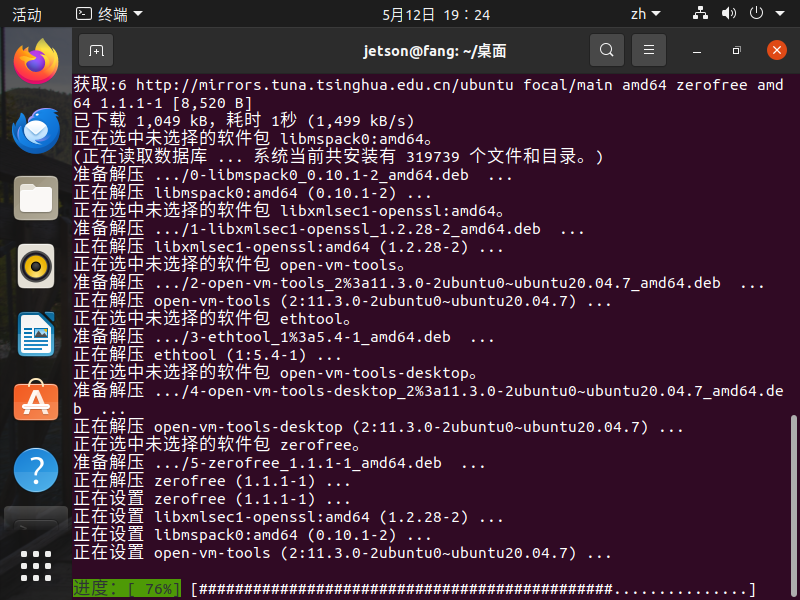 活动 终端 5月12日 19：24 zh
jetson@fang: ~/桌面
获取:6 http://mirrors.tuna.tsinghua.edu.cn/ubuntu focal/main amd64 zerofree amd
64 1.1.1-1 [8,520 B]
已下载 1,049 kB，耗时 1秒 (1,499 kB/s)
正在选中未选择的软件包 libmspack0:amd64。
(正在读取数据库 ... 系统当前共安装有 319739 个文件和目录。)
准备解压 .../0-libmspack0_0.10.1-2_amd64.deb  ...
正在解压 libmspack0:amd64 (0.10.1-2) ...
正在选中未选择的软件包 libxmlsec1-openssl:amd64。
准备解压 .../1-libxmlsec1-openssl_1.2.28-2_amd64.deb  ...
正在解压 libxmlsec1-openssl:amd64 (1.2.28-2) ...
正在选中未选择的软件包 open-vm-tools。
准备解压 .../2-open-vm-tools_2%3a11.3.0-2ubuntu0~ubuntu20.04.7_amd64.deb  ...
正在解压 open-vm-tools (2:11.3.0-2ubuntu0~ubuntu20.04.7) ...
正在选中未选择的软件包 ethtool。
准备解压 .../3-ethtool_1%3a5.4-1_amd64.deb  ...
正在解压 ethtool (1:5.4-1) ...
正在选中未选择的软件包 open-vm-tools-desktop。
准备解压 .../4-open-vm-tools-desktop_2%3a11.3.0-2ubuntu0~ubuntu20.04.7_amd64.de
b  ...
正在解压 open-vm-tools-desktop (2:11.3.0-2ubuntu0~ubuntu20.04.7) ...
正在选中未选择的软件包 zerofree。
准备解压 .../5-zerofree_1.1.1-1_amd64.deb  ...
正在解压 zerofree (1.1.1-1) ...
正在设置 zerofree (1.1.1-1) ...
正在设置 libxmlsec1-openssl:amd64 (1.2.28-2) ...
正在设置 libmspack0:amd64 (0.10.1-2) ...
正在设置 open-vm-tools (2:11.3.0-2ubuntu0~ubuntu20.04.7) ...
进度：[ 76%] [##############################################...............]